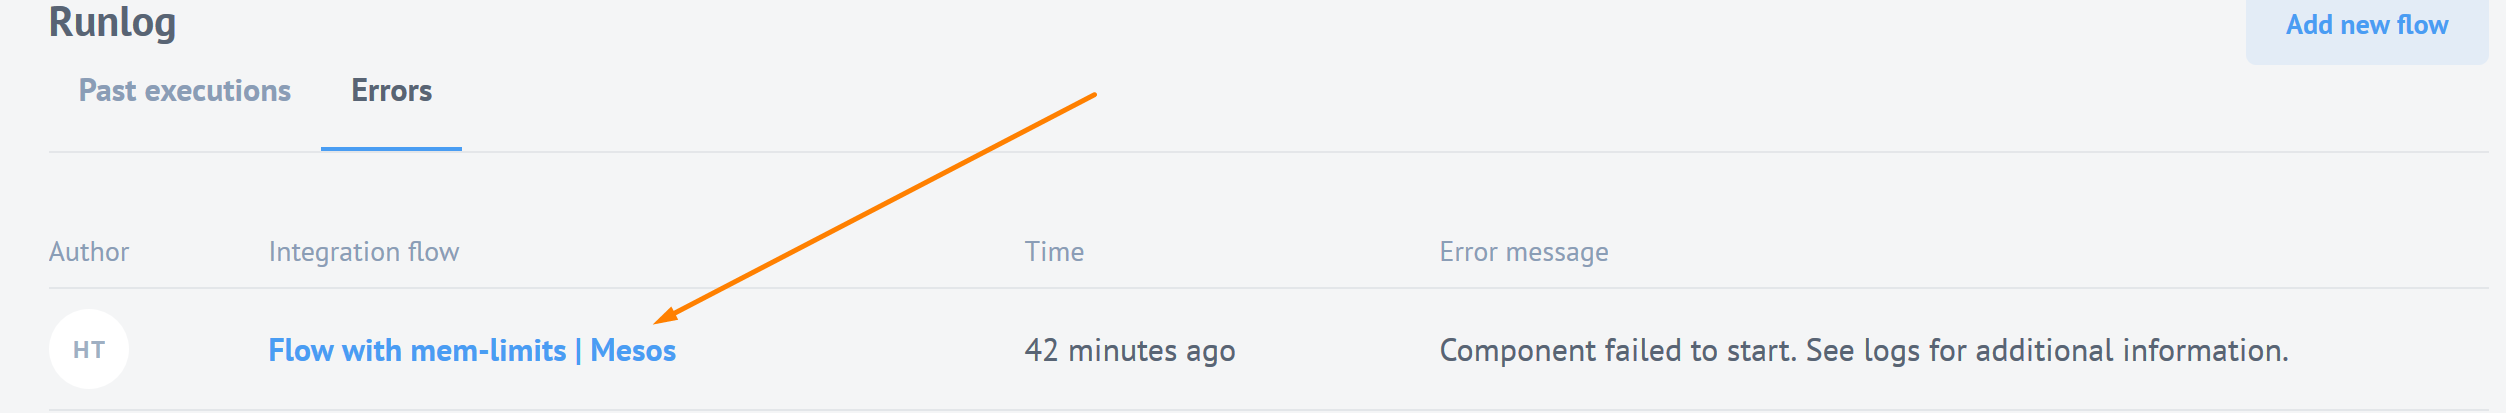 Runlog
Add new flow
Past executions Errors
Author Integration flow Time Error message
HT Flow with mem-limits | Mesos 42 minutes ago Component failed to start. See logs for additional information.